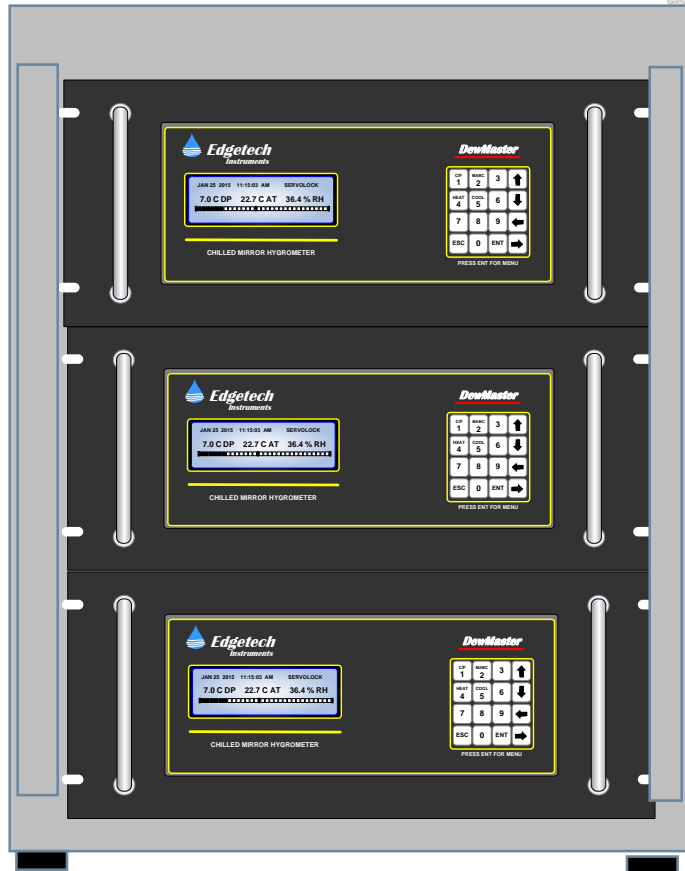 Edgetech DewMaster
Instruments
JAN 25 2015 11:15:03 AM SERVOLOCK
7.0 C DP 22.7 C AT 36.4 % RH
C/F MABC
1 2 3
HEAT COOL
4 5 6
7 8 9
ESC 0 ENT
CHILLED MIRROR HYGROMETER
PRESS ENT FOR MENU
Edgetech DewMaster
Instruments
JAN 25 2015 11:15:03 AM SERVOLOCK
7.0 C DP 22.7 C AT 36.4 % RH
C/F MABC
1 2 3
HEAT COOL
4 5 6
7 8 9
ESC 0 ENT
CHILLED MIRROR HYGROMETER
PRESS ENT FOR MENU
Edgetech DewMaster
Instruments
JAN 25 2015 11:15:03 AM SERVOLOCK
7.0 C DP 22.7 C AT 36.4 % RH
C/F MABC
1 2 3
HEAT COOL
4 5 6
7 8 9
ESC 0 ENT
CHILLED MIRROR HYGROMETER
PRESS ENT FOR MENU